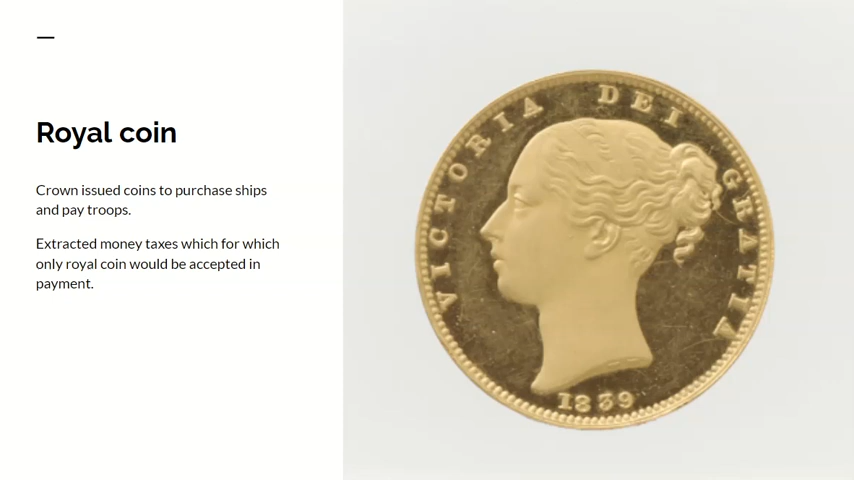 Royal coin
Crown issued coins to purchase ships
and pay troops.
Extracted money taxes which for which
only royal coin would be accepted in
payment.
VICTORIA DEI GRATIA
1839